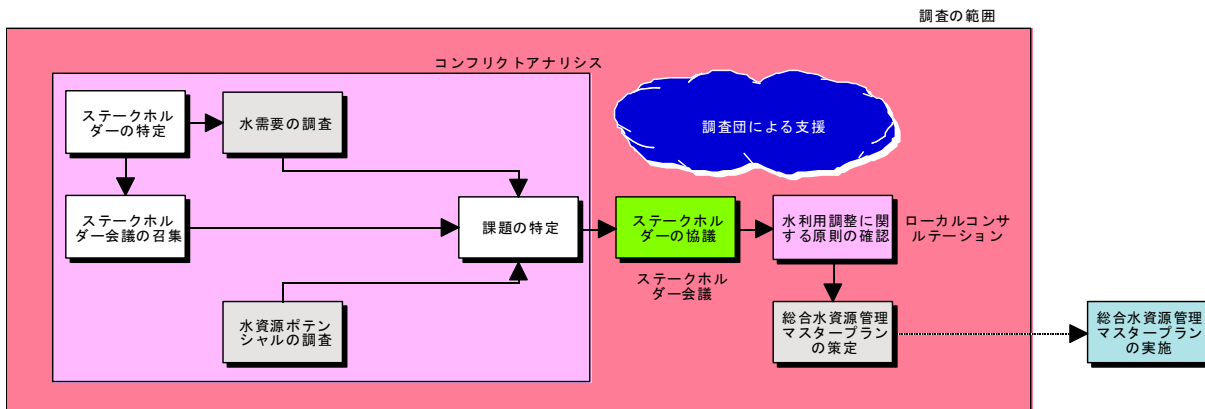 調査の範囲
コンフリクトアナリシス
ステークホル
ダーの特定
水需要の調査
調査団による支援
ステークホル
ダー会議の召集
課題の特定
ステークホル
ダーの協議
水利用調整に関
する原則の確認
ローカルコンサ
ルテーション
ステークホル
ダー会議
水資源ポテン
シャルの調査
総合水資源管理
マスタープラン
の策定
総合水資源管理
マスタープラン
の実施